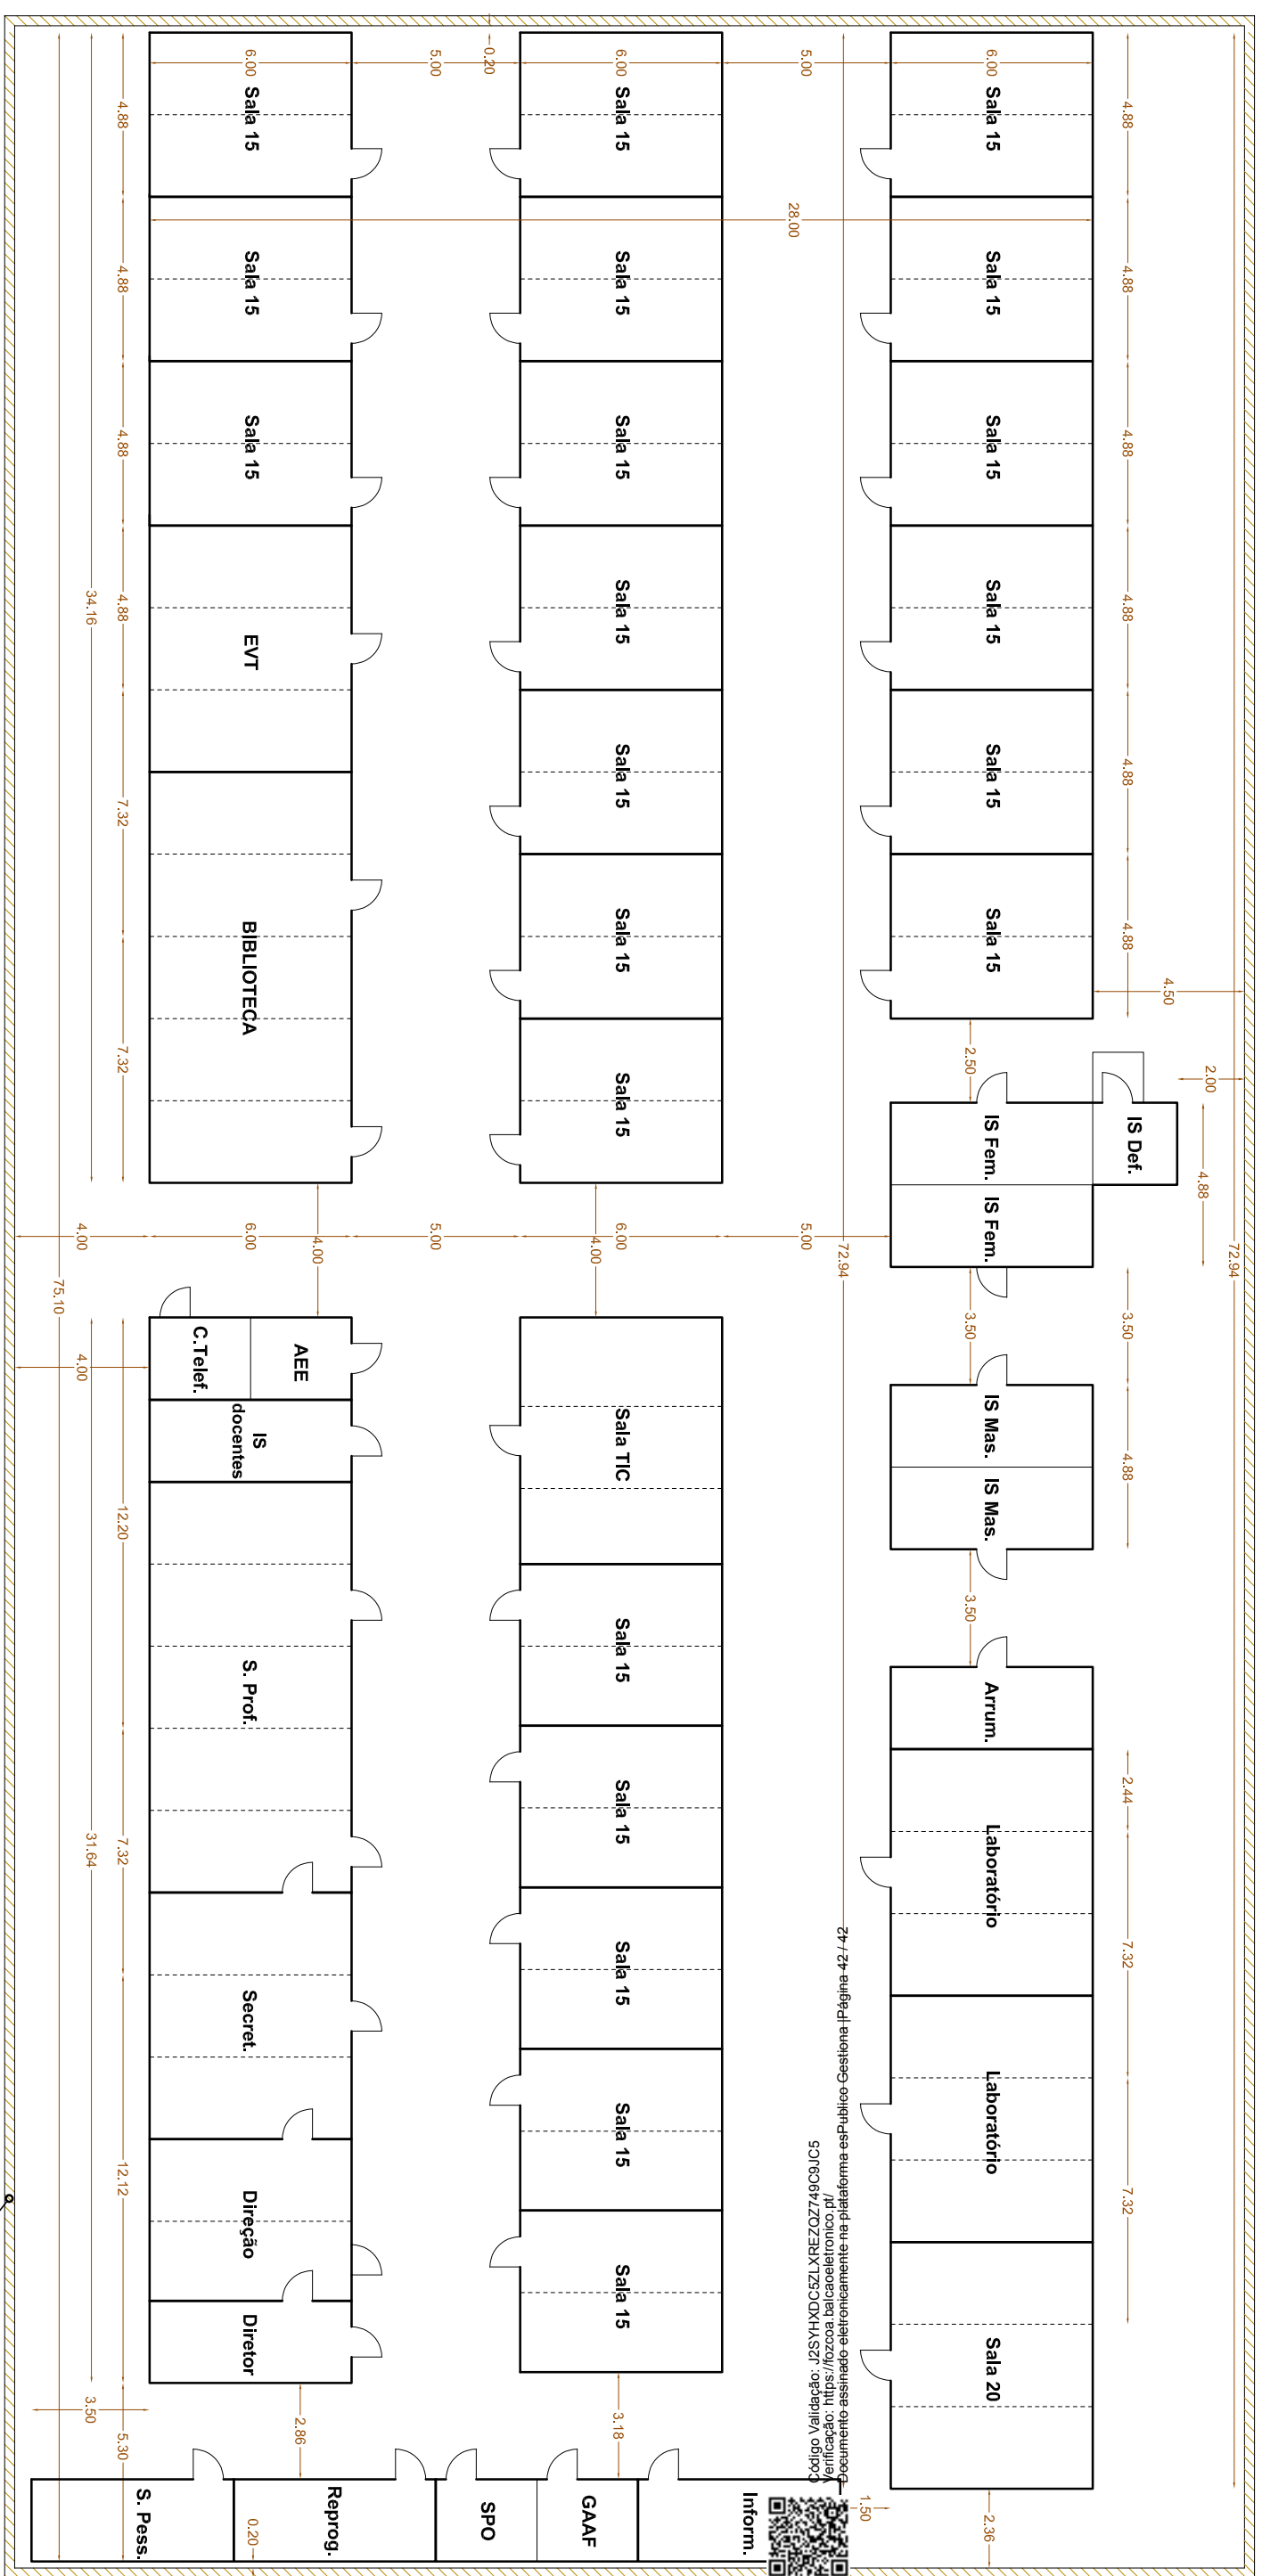 6.00
5.00
0.20
6.00
5.00
6.00
4.88
Sala 15
Sala 15
Sala 15
4.88
28.00
4.88
Sala 15
Sala 15
Sala 15
4.88
4.88
Sala 15
Sala 15
Sala 15
4.88
34.16
4.88
EVT
Sala 15
Sala 15
4.88
7.32
Sala 15
Sala 15
4.88
BIBLIOTECA
Sala 15
Sala 15
4.88
4.50
7.32
Sala 15
2.50
2.00
IS Fem.
IS Def.
4.88
IS Fem.
75.10
4.00
6.00
4.00
5.00
4.00
6.00
5.00
72.94
72.94
4.00
C.Telef.
AEE
3.50
3.50
IS
docentes
Sala TIC
IS Mas.
4.88
IS Mas.
12.20
3.50
S. Prof.
Sala 15
Arrum.
31.64
7.32
Sala 15
2.44
Laboratório
Secret.
Sala 15
7.32
12.12
Direção
Sala 15
Laboratório
7.32
Diretor
Sala 15
Sala 20
3.50
5.30
2.86
3.18
1.50
2.36
S. Pess.
0.20
Reprog.
SPO
GAAF
Inform.
Código Validação: J2SYHXDC5ZLXREZQZ749C9JC5
Verificação: https://fozcoa.balcaoeletronico.pt/
Documento assinado eletronicamente na plataforma esPublico Gestiona | Página 42 / 42